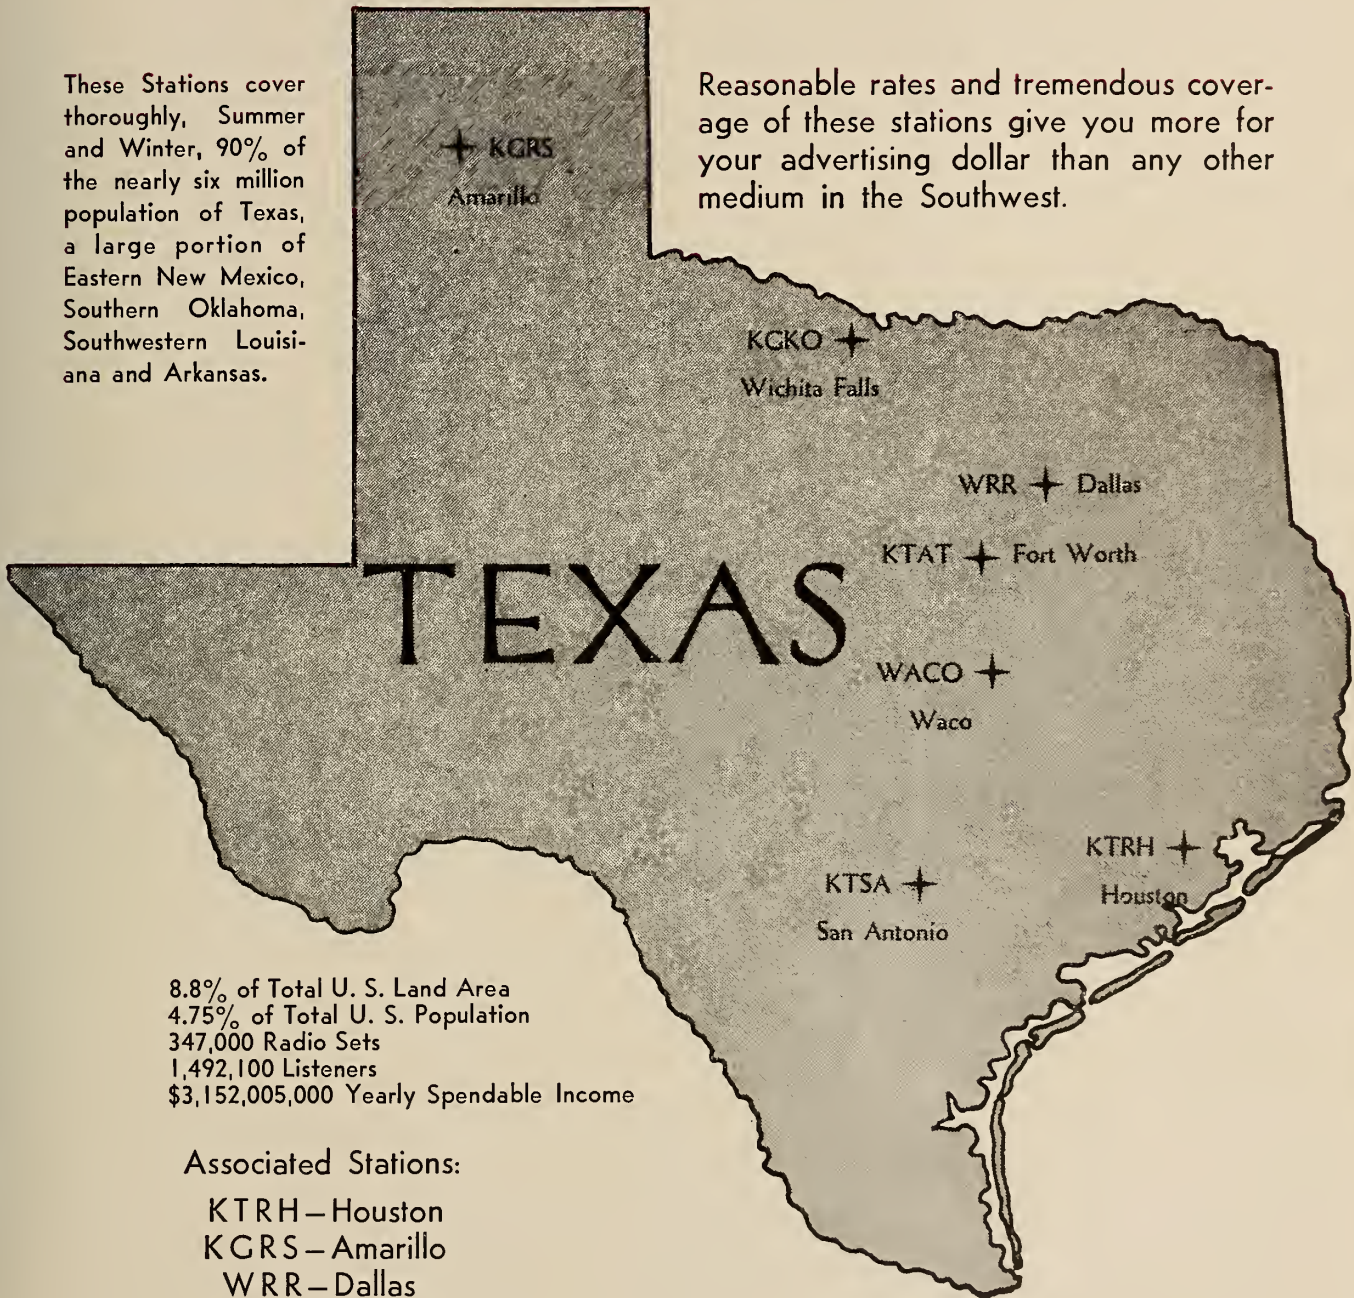 These Stations cover
thoroughly, Summer
and Winter, 90% of
the nearly six million
population of Texas,
a large portion of
Eastern New Mexico,
Southern Oklahoma,
Southwestern Louisi-
ana and Arkansas.
Reasonable rates and tremendous cover-
age of these stations give you more for
your advertising dollar than any other
medium in the Southwest.
KGRS
Amarillo
KGKO
Wichita Falls
WRR Dallas
KTAT Fort Worth
TEXAS
WACO
Waco
KTRH
Houston
KTSA
San Antonio
8.8% of Total U. S. Land Area
4.75% of Total U. S. Population
347,000 Radio Sets
1,492,100 Listeners
$3,152,005,000 Yearly Spendable Income
Associated Stations:
KTRH—Houston
KGRS—Amarillo
WRR—Dallas